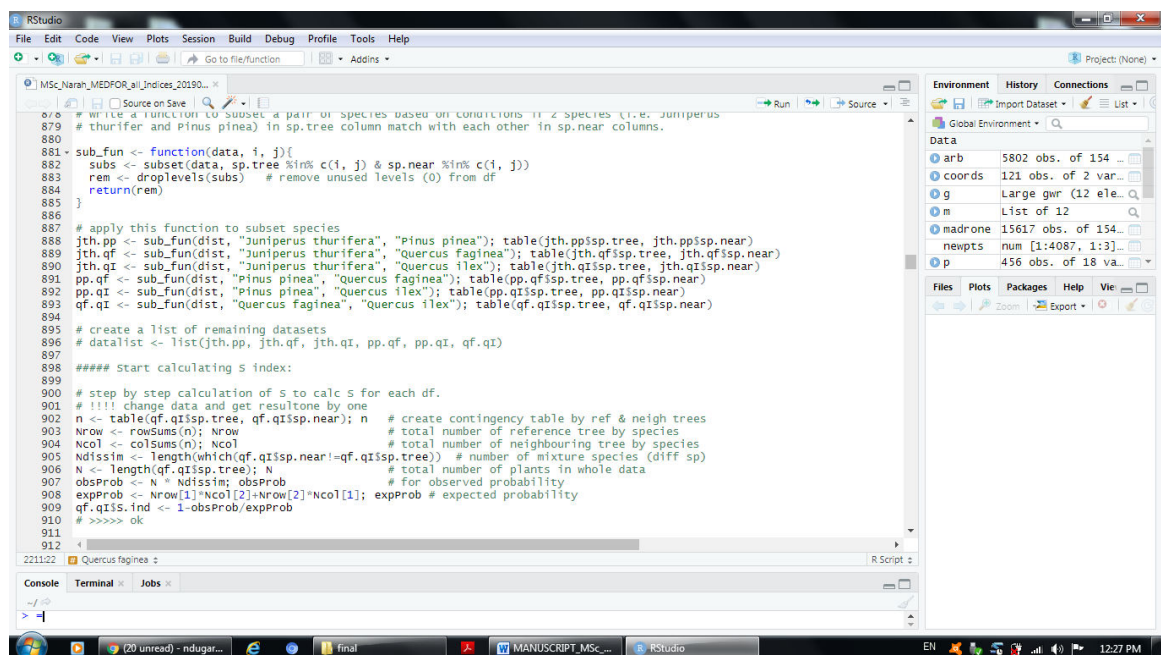 RStudio
File Edit Code View Plots Session Build Debug Profile Tools Help
Go to file/function Addins
Project: (None)
MSc_Narah_MEDFOR_all_Indices_20190...
Source on Save Run Source
878 # write a function to subset a pair of species based on conditions if 2 species (i.e. Juniperus
879 # thurifer and Pinus pinea) in sp.tree column match with each other in sp.near columns.
880
881 sub_fun <- function(data, i, j){
882 subs <- subset(data, sp.tree %in% c(i, j) & sp.near %in% c(i, j))
883 rem <- droplevels(subs) # remove unused levels (0) from df
884 return(rem)
885 }
886
887 # apply this function to subset species
888 jth.pp <- sub_fun(dist, "Juniperus thurifera", "Pinus pinea"); table(jth.pp$sp.tree, jth.pp$sp.near)
889 jth.qf <- sub_fun(dist, "Juniperus thurifera", "Quercus faginea"); table(jth.qf$sp.tree, jth.qf$sp.near)
890 jth.qI <- sub_fun(dist, "Juniperus thurifera", "Quercus ilex"); table(jth.qI$sp.tree, jth.qI$sp.near)
891 pp.qf <- sub_fun(dist, "Pinus pinea", "Quercus faginea"); table(pp.qf$sp.tree, pp.qf$sp.near)
892 pp.qI <- sub_fun(dist, "Pinus pinea", "Quercus ilex"); table(pp.qI$sp.tree, pp.qI$sp.near)
893 qf.qI <- sub_fun(dist, "Quercus faginea", "Quercus ilex"); table(qf.qI$sp.tree, qf.qI$sp.near)
894
895 # create a list of remaining datasets
896 # datalist <- list(jth.pp, jth.qf, jth.qI, pp.qf, pp.qI, qf.qI)
897
898 ##### Start calculating S index:
899
900 # step by step calculation of S to calc S for each df.
901 # !!!! change data and get resultone by one
902 n <- table(qf.qI$sp.tree, qf.qI$sp.near); n # create contingency table by ref & neigh trees
903 Nrow <- rowSums(n); Nrow # total number of reference tree by species
904 Ncol <- colSums(n); Ncol # total number of neighbouring tree by species
905 Ndissim <- length(which(qf.qI$sp.near!=qf.qI$sp.tree)) # number of mixture species (diff sp)
906 N <- length(qf.qI$sp.tree); N # total number of plants in whole data
907 obsProb <- N * Ndissim; obsProb # for observed probability
908 expProb <- Nrow[1]*Ncol[2]+Nrow[2]*Ncol[1]; expProb # expected probability
909 qf.qI$S.ind <- 1-obsProb/expProb
910 # >>>>> ok
911
912
2211:22 Quercus faginea R Script
Console Terminal Jobs
~/
> =
Environment History Connections
Import Dataset List
Global Environment
Data
arb 5802 obs. of 154 ...
coords 121 obs. of 2 var...
g Large gwr (12 ele...
m List of 12
madrone 15617 obs. of 154...
newpts num [1:4087, 1:3]...
p 456 obs. of 18 va...
Files Plots Packages Help Vie
Zoom Export
(20 unread) - ndugar... final MANUSCRIPT_MSc_... RStudio EN 12:27 PM